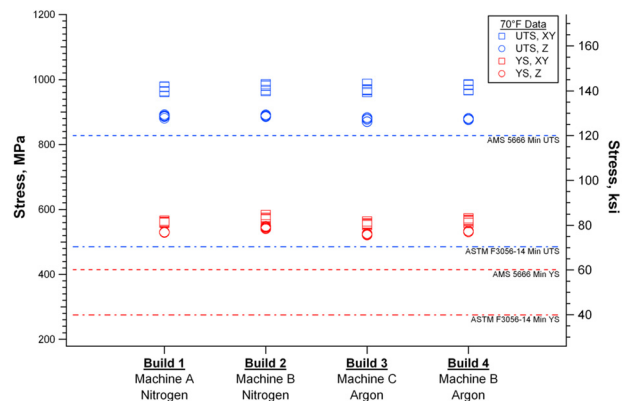 1200
1000
800
600
400
200
Stress, MPa
160
140
120
100
80
60
40
Stress, ksi
70°F Data
UTS, XY
UTS, Z
YS, XY
YS, Z
AMS 5666 Min UTS
ASTM F3056-14 Min UTS
AMS 5666 Min YS
ASTM F3056-14 Min YS
Build 1 Build 2 Build 3 Build 4
Machine A Machine B Machine C Machine B
Nitrogen Nitrogen Argon Argon